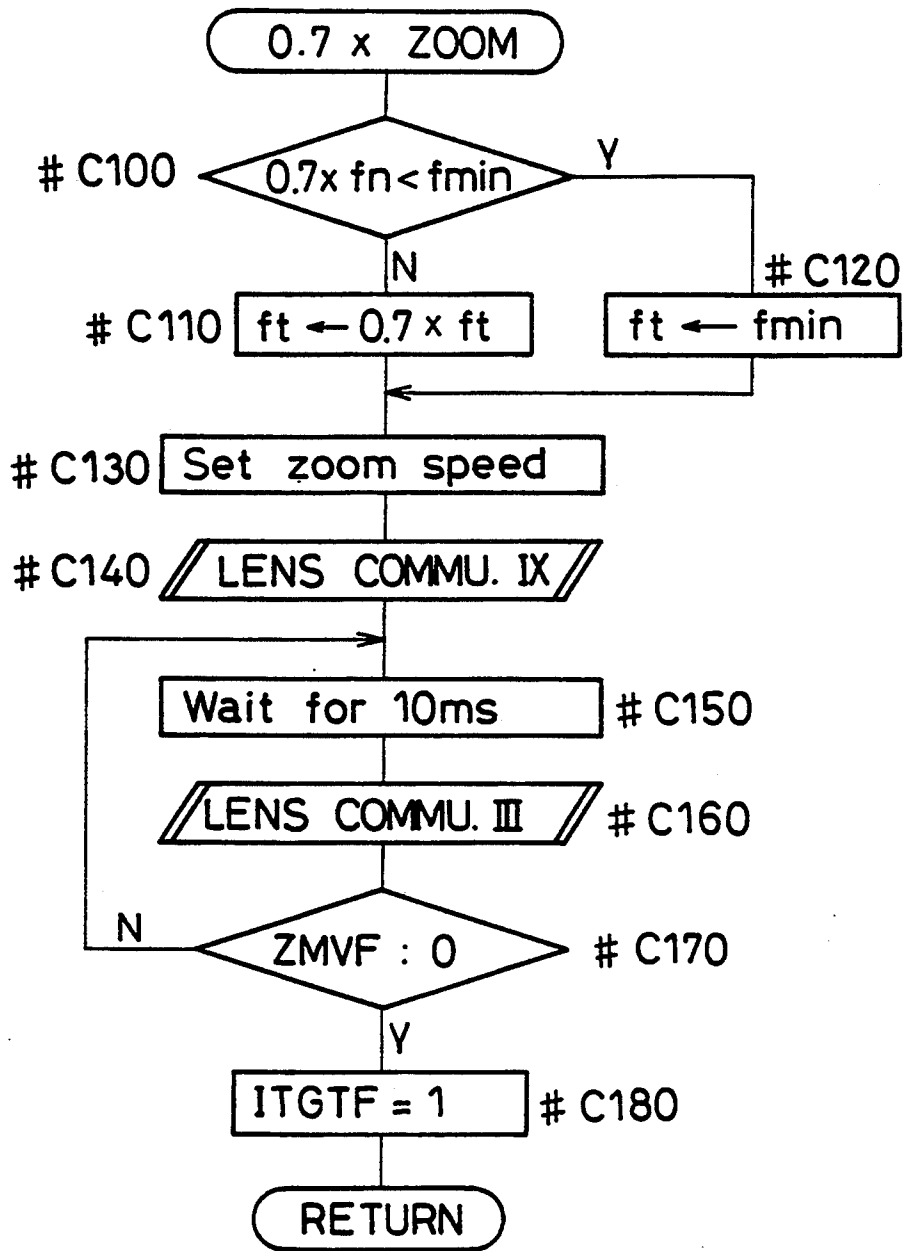 0.7 x ZOOM
# C100
0.7 x fn < fmin
Y
N
# C120
# C110
ft ← 0.7 x ft
ft ← fmin
# C130
Set zoom speed
# C140
LENS COMMU. IX
Wait for 10ms
# C150
LENS COMMU. III
# C160
N
ZMVF : 0
# C170
Y
ITGTF = 1
# C180
RETURN